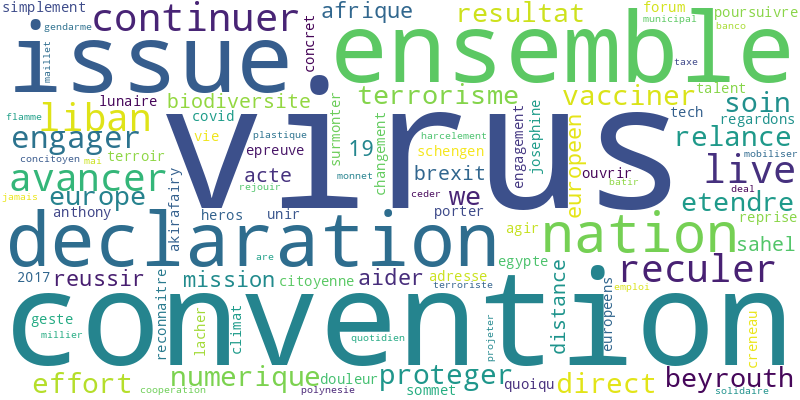 simplement
continuer
afrique
resultat
forum
municipal
poursuivre
banco
gendarme
maillet
issue
concret
ensemble
taxe
talent
flamme
lunaire
biodiversite
terrorisme
vacciner
soin
liban
covid
virus
tech
regardons
engager
vie
plastique
epreuve
19
surmonter
changement
harcelement
schengen
engagement
josephine
europeen
relance
concitoyen
mai
terroir
avancer
acte
brexit
ouvrir
mobiliser
live
jamais
europe
rejouir
monnet
ceder
we
batir
deal
etendre
anthony
akirafairy
heros
unir
porter
agir
nation
reprise
declaration
are
egypte
sahel
2017
reussir
reconnaitre
mission
citoyenne
aider
adresse
terroriste
distance
europeens
reculer
emploi
convention
geste
millier
lacher
climat
quotidien
projeter
creneau
effort
numerique
douleur
proteger
sommet
quoiqu
direct
beyrouth
cooperation
polynesie
solidaire